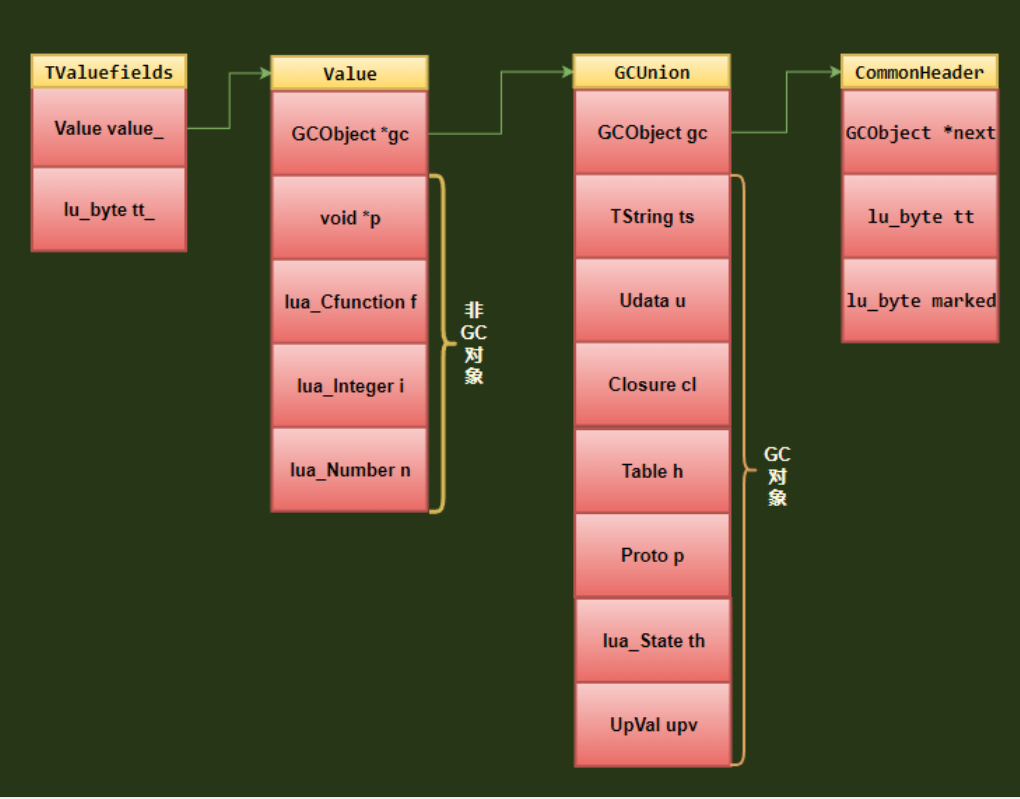 TValuefields
Value value_
lu_byte tt_
Value
GCObject *gc
void *p
lua_Cfunction f
lua_Integer i
lua_Number n
非
GC
对
象
GCUnion
GCObject gc
TString ts
Udata u
Closure cl
Table h
Proto p
lua_State th
UpVal upv
GC
对
象
CommonHeader
GCObject *next
lu_byte tt
lu_byte marked